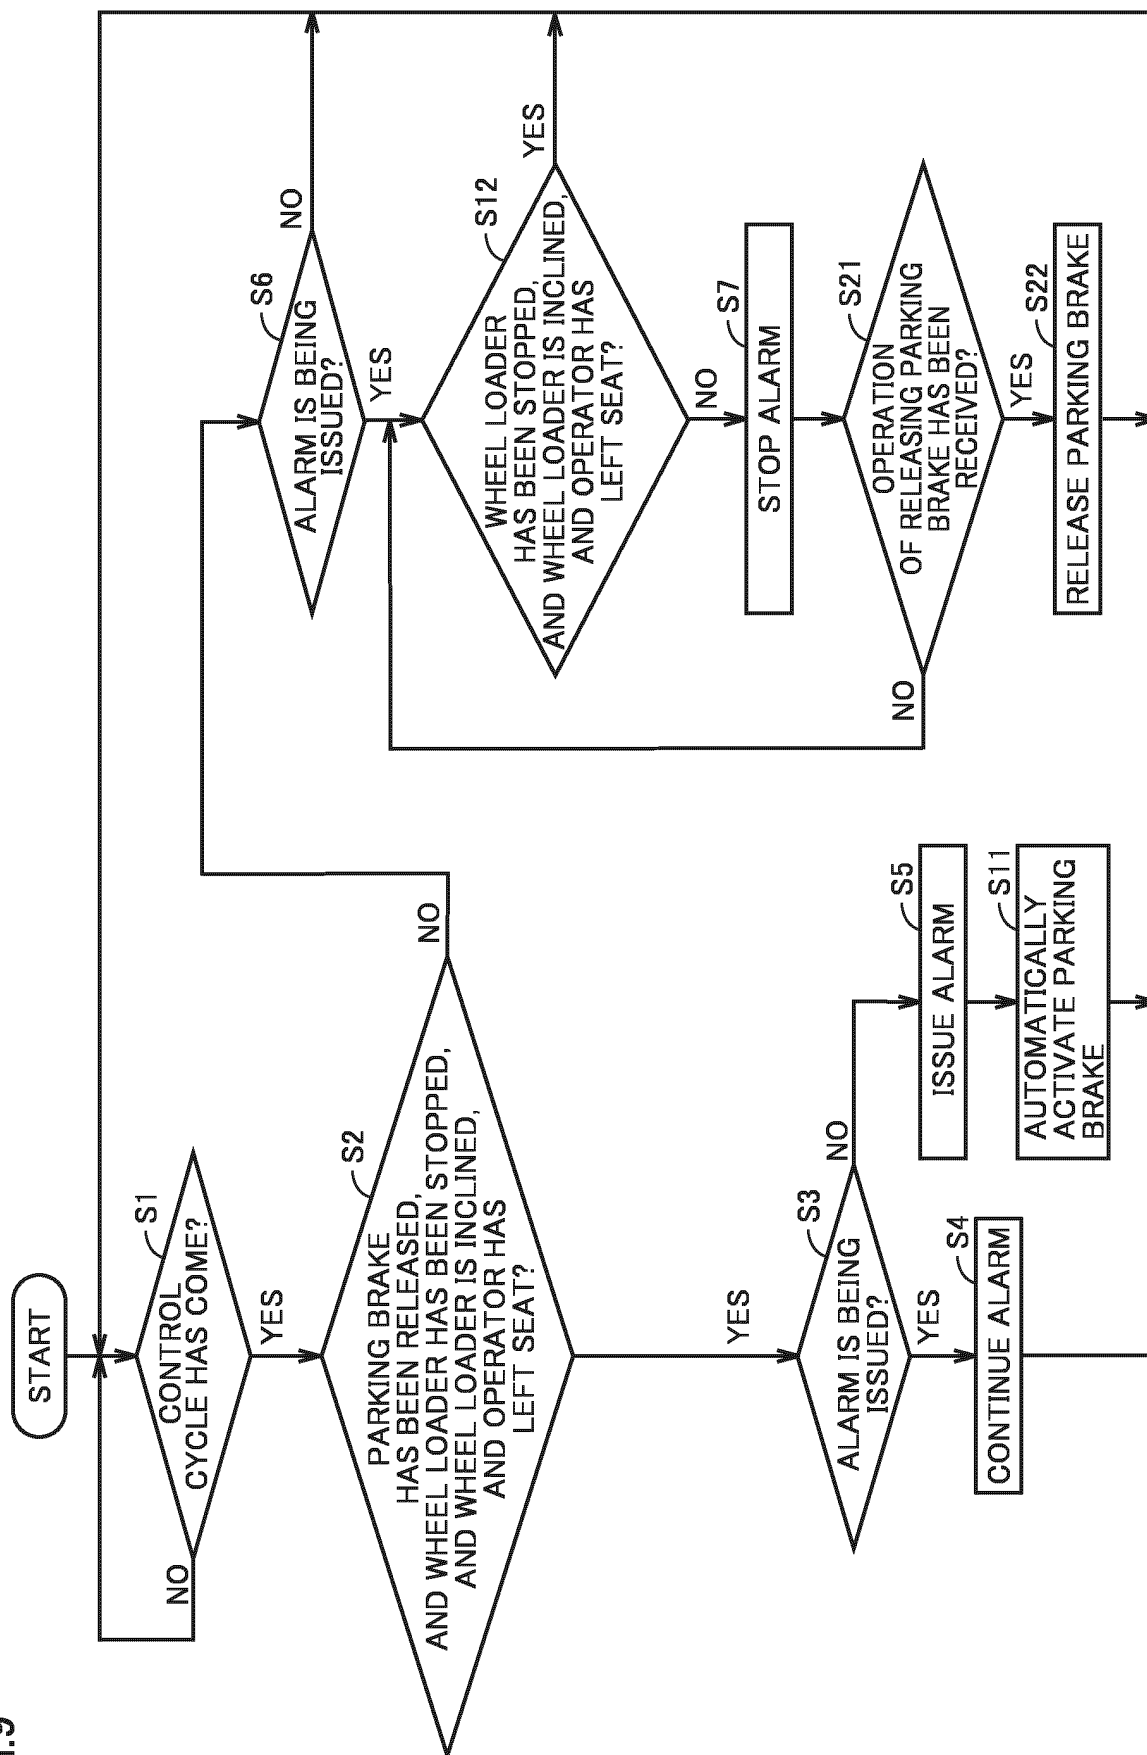 START
CONTROL
CYCLE HAS COME?
S1
NO
YES
PARKING BRAKE
HAS BEEN RELEASED,
AND WHEEL LOADER HAS BEEN STOPPED,
AND WHEEL LOADER IS INCLINED,
AND OPERATOR HAS
LEFT SEAT?
S2
NO
YES
ALARM IS BEING
ISSUED?
S3
NO
YES
CONTINUE ALARM
S4
ISSUE ALARM
S5
AUTOMATICALLY
ACTIVATE PARKING
BRAKE
S11
ALARM IS BEING
ISSUED?
S6
NO
YES
WHEEL LOADER
HAS BEEN STOPPED,
AND WHEEL LOADER IS INCLINED,
AND OPERATOR HAS
LEFT SEAT?
S12
YES
NO
STOP ALARM
S7
OPERATION
OF RELEASING PARKING
BRAKE HAS BEEN
RECEIVED?
S21
NO
YES
RELEASE PARKING BRAKE
S22